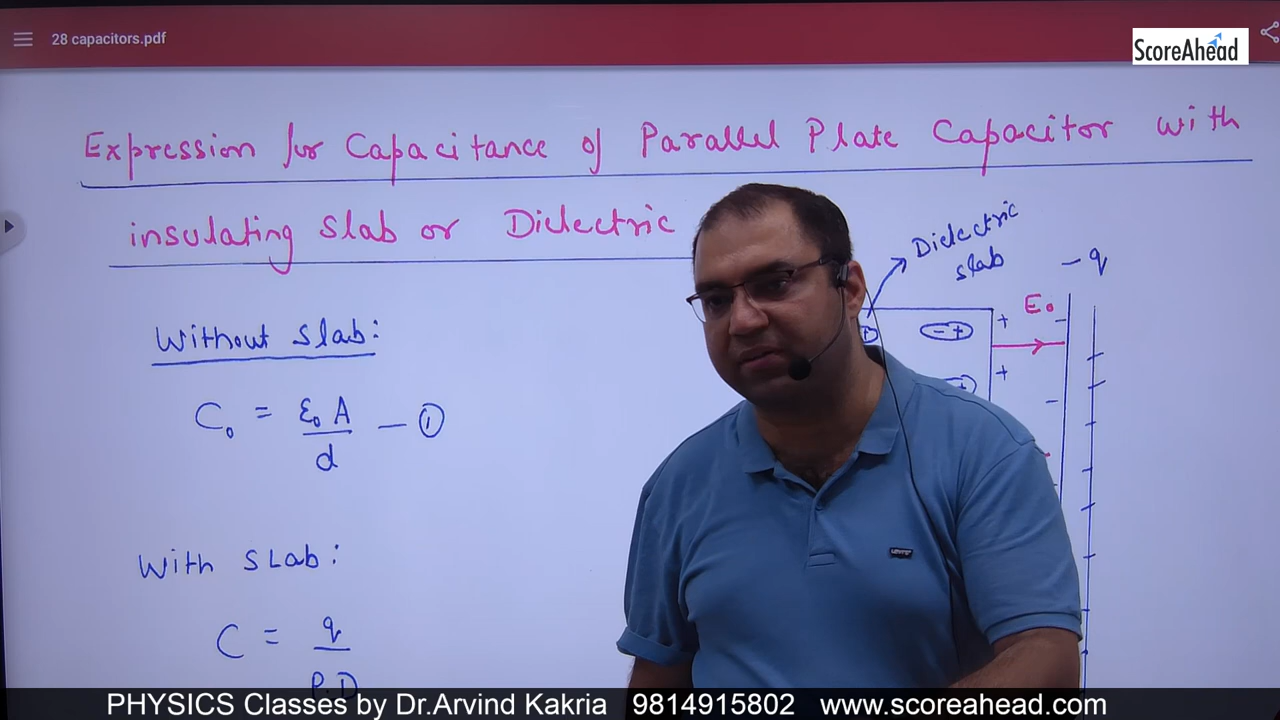 28 capacitors.pdf
ScoreAhead
Expression for Capacitance of Parallel Plate Capacitor with
insulating Slab or Dielectric
Dielectric
slab
- q
E₀
Without Slab:
C₀ = ε₀ A / d - ①
With SLab:
C = q / P.D
PHYSICS Classes by Dr.Arvind Kakria 9814915802 www.scoreahead.com